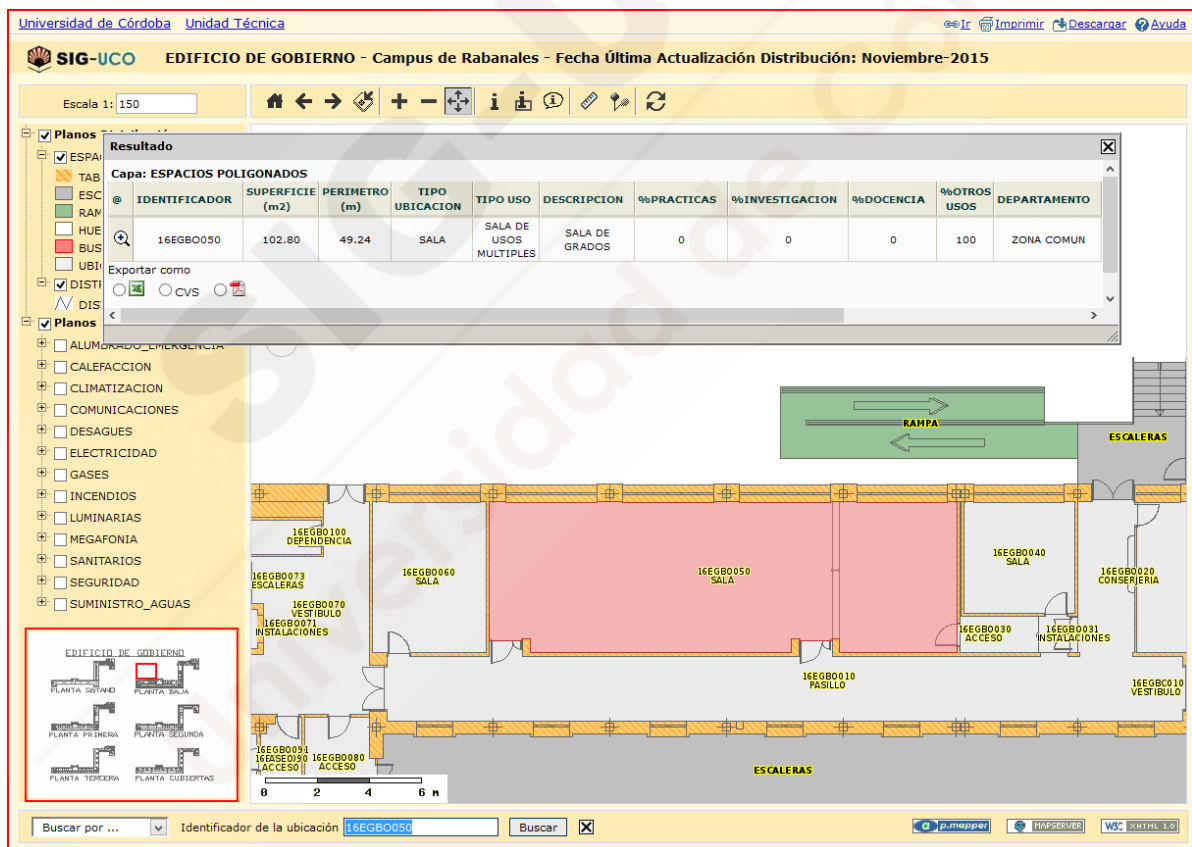 Universidad de Córdoba Unidad Técnica Ir Imprimir Descargar Ayuda
SIG-UCO EDIFICIO DE GOBIERNO - Campus de Rabanales - Fecha Última Actualización Distribución: Noviembre-2015
Escala 1: 150
Planos
Resultado
ESPA
Capa: ESPACIOS POLIGONADOS
TAB
ESC
RAM
HUE
BUS
UBI
DISTR
DIS
@ IDENTIFICADOR SUPERFICIE (m2) PERIMETRO (m) TIPO UBICACION TIPO USO DESCRIPCION %PRACTICAS %INVESTIGACION %DOCENCIA %OTROS USOS DEPARTAMENTO
16EGBO050 102.80 49.24 SALA SALA DE USOS MULTIPLES SALA DE GRADOS 0 0 0 100 ZONA COMUN
Exportar como
CVS
Planos
ALUMBRADO_EMERGENCIA
CALEFACCION
CLIMATIZACION
COMUNICACIONES
DESAGUES
ELECTRICIDAD
GASES
INCENDIOS
LUMINARIAS
MEGAFONIA
SANITARIOS
SEGURIDAD
SUMINISTRO_AGUAS
RAMPA
ESCALERAS
16EGBO100
DEPENDENCIA
16EGBO073
ESCALERAS
16EGBO070
VESTIBULO
16EGBO071
INSTALACIONES
16EGBO060
SALA
16EGBO050
SALA
16EGBO040
SALA
16EGBO020
CONSERJERIA
16EGBO030
ACCESO
16EGBO031
INSTALACIONES
16EGBO010
PASILLO
16EGBC010
VESTIBULO
16EGBO091
16FASEO190
ACCESO
16EGBO080
ACCESO
ESCALERAS
0 2 4 6 m
EDIFICIO DE GOBIERNO
PLANTA SOTANO PLANTA BAJA
PLANTA PRIMERA PLANTA SEGUNDA
PLANTA TERCERA PLANTA CUBIERTAS
Buscar por ... Identificador de la ubicación 16EGBO050 Buscar
p.mapper MAPSERVER W3C XHTML 1.0
SIG-U
Universidad de Có